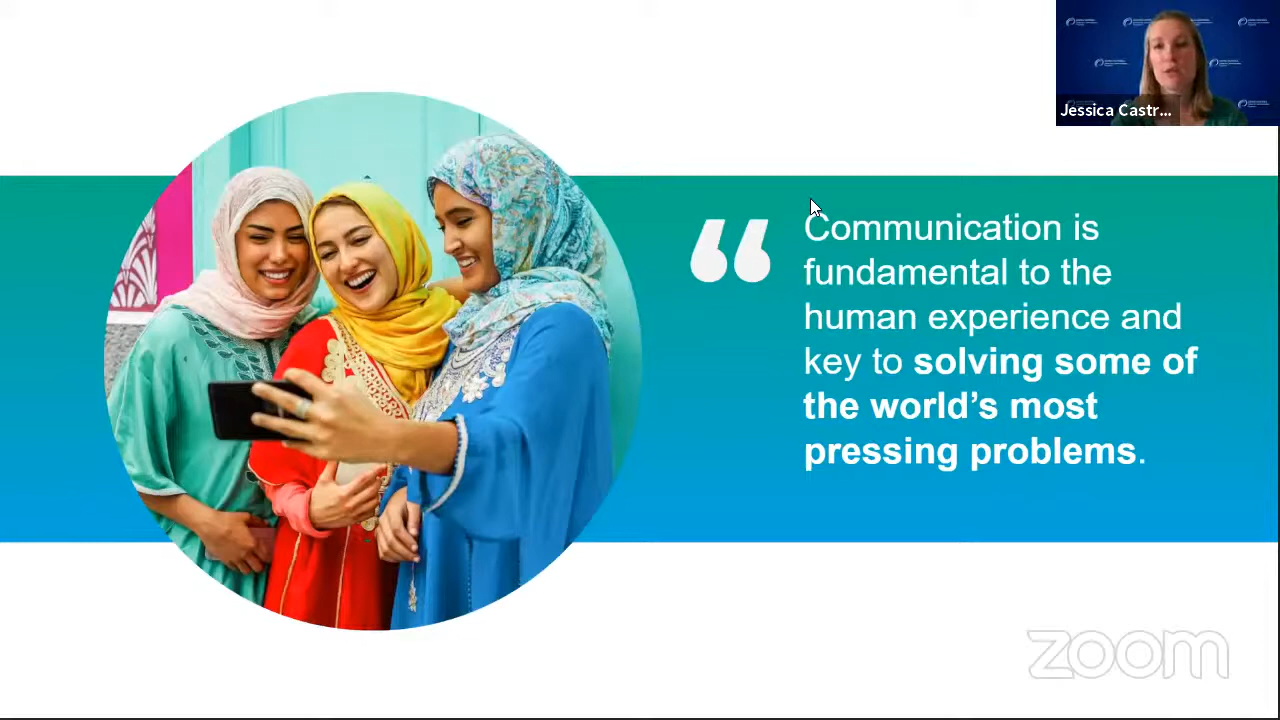 Jessica Castr...
“
Communication is
fundamental to the
human experience and
key to solving some of
the world’s most
pressing problems.
zoom